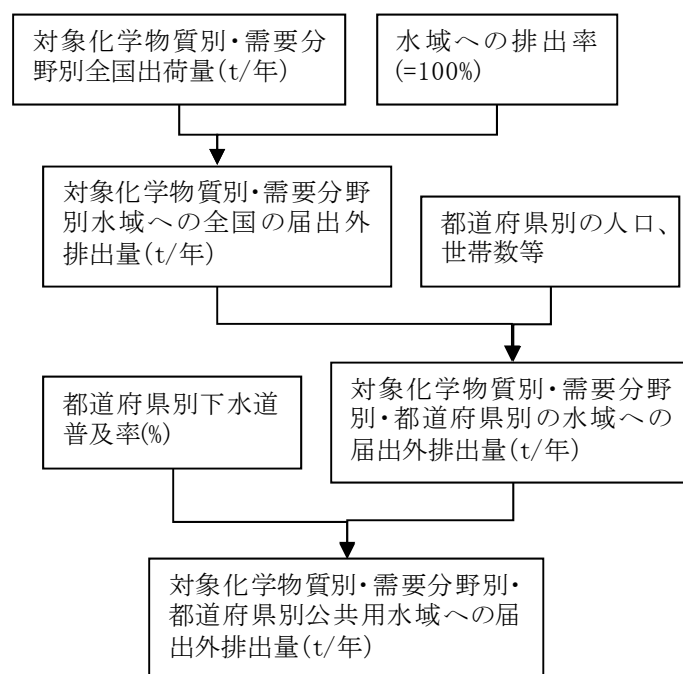 対象化学物質別・需要分
野別全国出荷量(t/年)
水域への排出率
(=100%)
対象化学物質別・需要分野
別水域への全国の届出外
排出量(t/年)
都道府県別の人口、
世帯数等
都道府県別下水道
普及率(%)
対象化学物質別・需要分野
別・都道府県別の水域への
届出外排出量(t/年)
対象化学物質別・需要分野別・
都道府県別公共用水域への届
出外排出量(t/年)